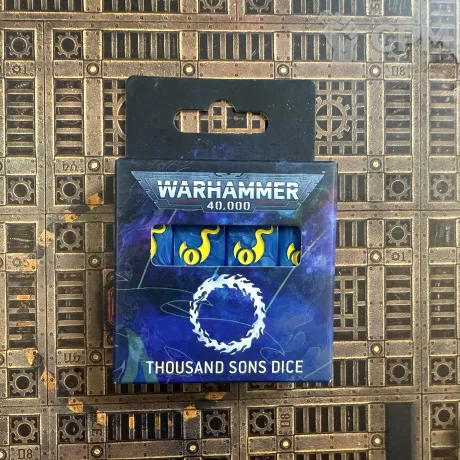 WARHAMMER
40,000
THOUSAND SONS DICE